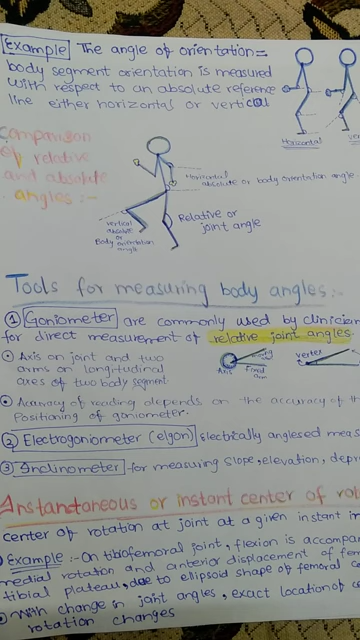 Example The angle of orientation=
body segment orientation is measured
with respect to an absolute reference
line either horizontal or vertical
Horizontal
Comparison
of relative
and absolute
angles:-
Horizontal
absolute or body orientation angle
Relative or
joint angle
vertical
absolute
or
Body orientation
angle
Tools for measuring body angles:-
① Goniometer are commonly used by clinician
for direct measurement of relative joint angles.
⊙ Axis on joint and two
arms on longitudinal
axes of two body segment
Axis
Fixed
arm
vertex
⊙ Accuracy of reading depends on the accuracy of th
Positioning of goniometer.
② Electrogoniometer (elgon) electrically meas
③ Inclinometer -for measuring slope, elevation, depr
Instanctaneous or instant center of rot
center of rotation at joint at a given instant in
Example :- On tibiofemoral joint, flexion is accompan
medial rotation and anterior displacement of fem
tibial plateau, due to ellipsoid shape of femoral
With change in joint angles, exact location of
rotation changes